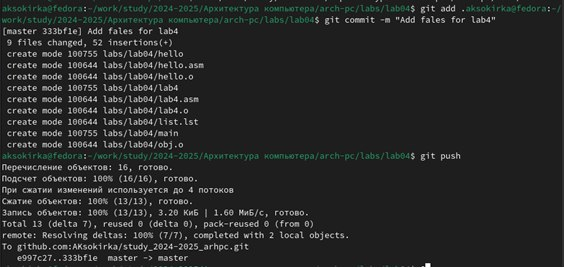 aksokirka@fedora:~/work/study/2024-2025/Архитектура компьютера/arch-pc/labs/lab04$ git add .aksokirka@fedora:~/
work/study/2024-2025/Архитектура компьютера/arch-pc/labs/lab04$ git commit -m "Add fales for lab4"
[master 333bf1e] Add fales for lab4
9 files changed, 52 insertions(+)
create mode 100755 labs/lab04/hello
create mode 100644 labs/lab04/hello.asm
create mode 100644 labs/lab04/hello.o
create mode 100755 labs/lab04/lab4
create mode 100644 labs/lab04/lab4.asm
create mode 100644 labs/lab04/lab4.o
create mode 100644 labs/lab04/list.lst
create mode 100755 labs/lab04/main
create mode 100644 labs/lab04/obj.o
aksokirka@fedora:~/work/study/2024-2025/Архитектура компьютера/arch-pc/labs/lab04$ git push
Перечисление объектов: 16, готово.
Подсчет объектов: 100% (16/16), готово.
При сжатии изменений используется до 4 потоков
Сжатие объектов: 100% (13/13), готово.
Запись объектов: 100% (13/13), 3.20 КиБ | 1.60 МиБ/с, готово.
Total 13 (delta 7), reused 0 (delta 0), pack-reused 0 (from 0)
remote: Resolving deltas: 100% (7/7), completed with 2 local objects.
To github.com:AKsokirka/study_2024-2025_arhpc.git
e997c27..333bf1e master -> master